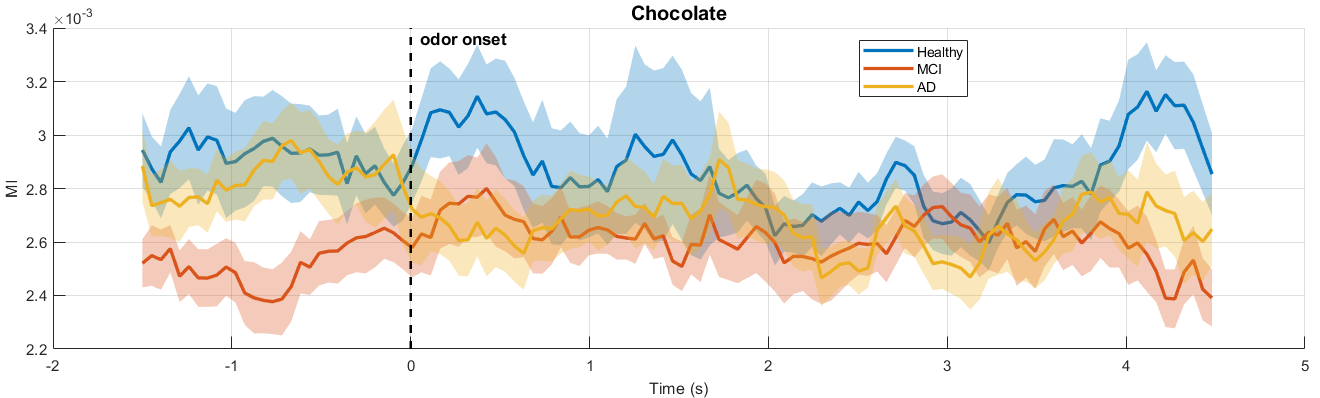 Chocolate
×10⁻³
3.4
3.2
3
2.8
2.6
2.4
2.2
MI
odor onset
Healthy
MCI
AD
-2 -1 0 1 2 3 4 5
Time (s)